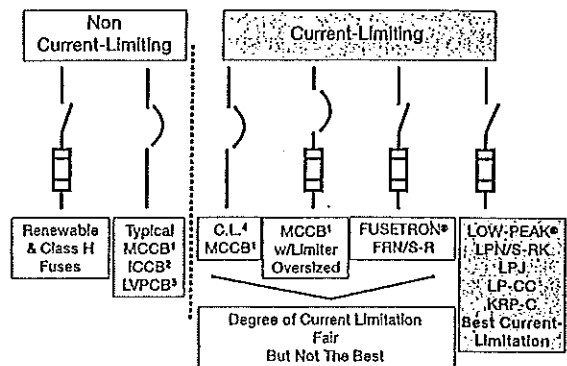 Non
Current-Limiting
Current-Limiting
Renewable
& Class H
Fuses
Typical
MCCB¹
ICCB²
LVPCB³
C.L.⁴
MCCB¹
MCCB¹
w/Limiter
Oversized
FUSETRON®
FRN/S-R
LOW-PEAK®
LPN/S-RK
LPJ
LP-CC
KRP-C
Best Current-
Limitation
Degree of Current Limitation
Fair
But Not The Best